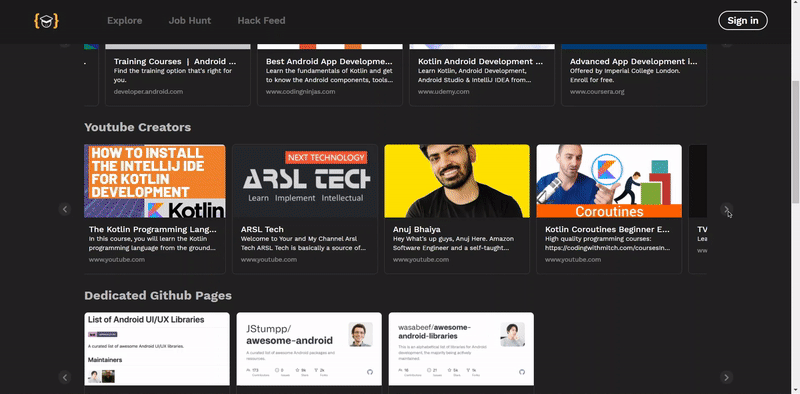 Explore
Job Hunt
Hack Feed
Sign in
Training Courses | Android ...
Find the training option that's right for
you.
developer.android.com
Best Android App Developmen...
Learn the fundamentals of Kotlin and get
to know the Android components, tools...
www.codingninjas.com
Kotlin Android Development ...
Learn Kotlin, Android Development,
Android Studio & IntelliJ IDEA from...
www.udemy.com
Advanced App Development i...
Offered by Imperial College London.
Enroll for free.
www.coursera.org
Youtube Creators
HOW TO INSTALL
THE INTELLIJ IDE
FOR KOTLIN
DEVELOPMENT
Kotlin
The Kotlin Programming Lang...
In this course, you will learn the Kotlin
programming language from the ground...
www.youtube.com
NEXT TECHNOLOGY
ARSL TECH
Learn Implement Intellectual
ARSL Tech
Welcome to Your and My Channel Arsl
Tech ARSL Tech is basically a source of...
www.youtube.com
Anuj Bhaiya
Hey What's up guys, Anuj Here. Amazon
Software Engineer and a self-taught...
www.youtube.com
Coroutines
Kotlin Coroutines Beginner E...
High quality programming courses:
https://codingwithmitch.com/coursesIn...
www.youtube.com
TV
Lea
ww
Dedicated Github Pages
List of Android UI/UX Libraries
A curated list of awesome Android UI/UX libraries.
Maintainers
JStumpp/
awesome-android
A curated list of awesome Android packages and
resources.
wasabeef/awesome-
android-libraries
This is an alphabetical list of libraries for Android
development, the majority being actively
maintained.